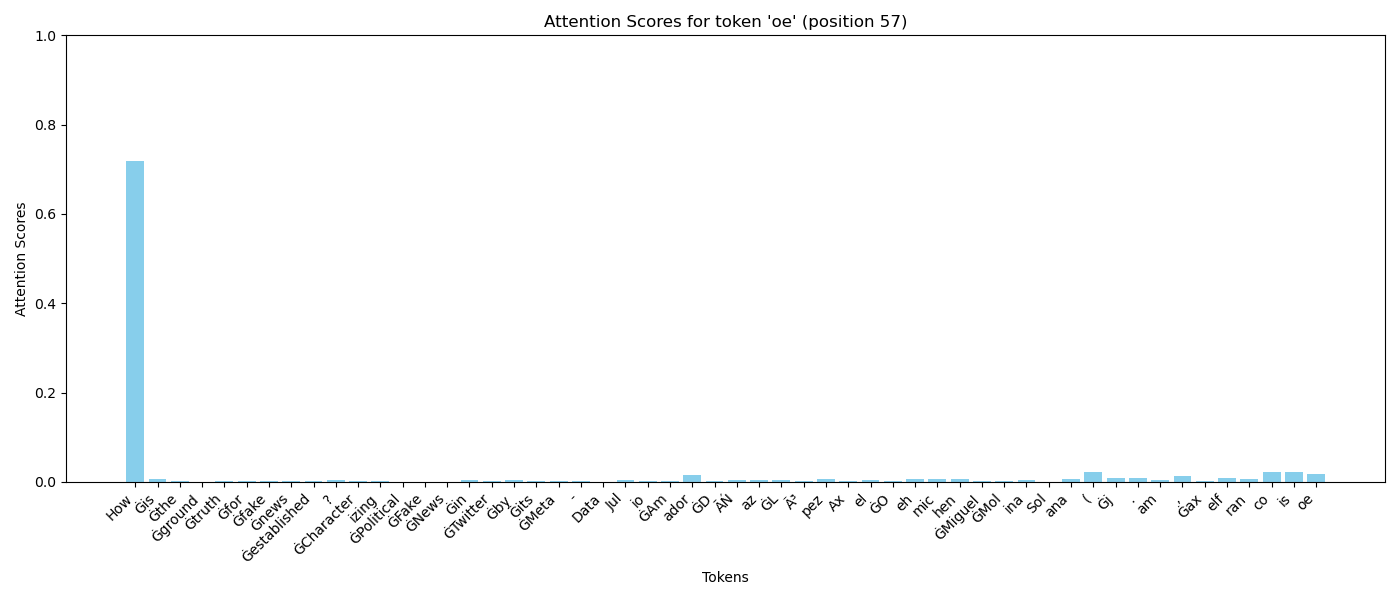 Attention Scores for token 'oe' (position 57)
1.0
0.8
0.6
0.4
0.2
0.0
Attention Scores
How
Ġis
Ġthe
Ġground
Ġtruth
Ġfor
Ġfake
Ġnews
Ġestablished
?
ĠCharacter
izing
ĠPolitical
ĠFake
ĠNews
Ġin
ĠTwitter
Ġby
Ġits
ĠMeta
-
Data
Jul
io
ĠAm
ador
ĠD
ÃŃ
az
ĠL
Ã³
pez
Ax
el
ĠO
eh
mic
hen
ĠMiguel
ĠMol
ina
Sol
ana
(
Ġj
.
am
,
Ġax
elf
ran
co
is
oe
Tokens